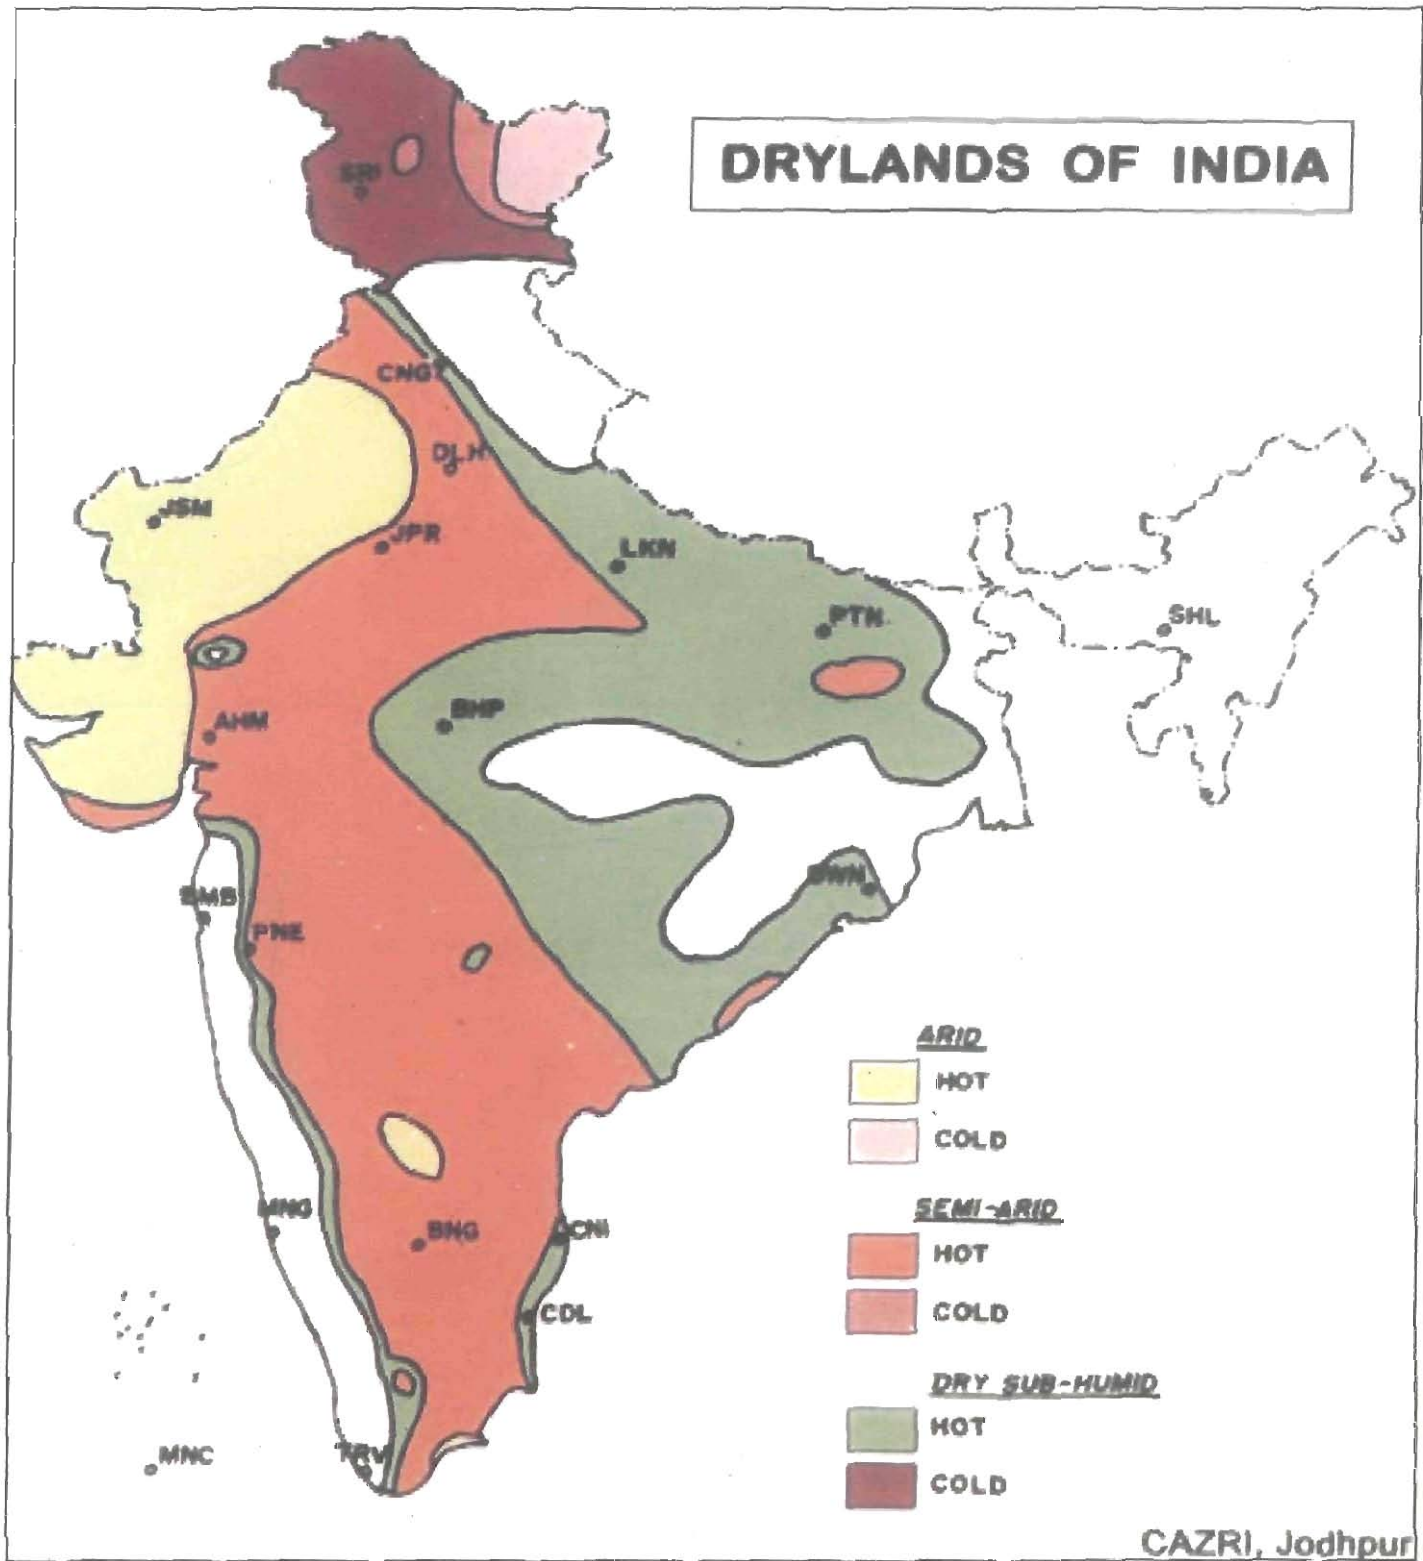 DRYLANDS OF INDIA
SRI
CNG
DLH
JSM
JPR
LKN
PTN
SHL
AHM
BHP
BWN
BMB
PNE
ARID
HOT
COLD
MNG
BNG
CNI
SEMI-ARID
HOT
COLD
CDL
DRY SUB-HUMID
HOT
COLD
MNC
TRV
CAZRI, Jodhpur